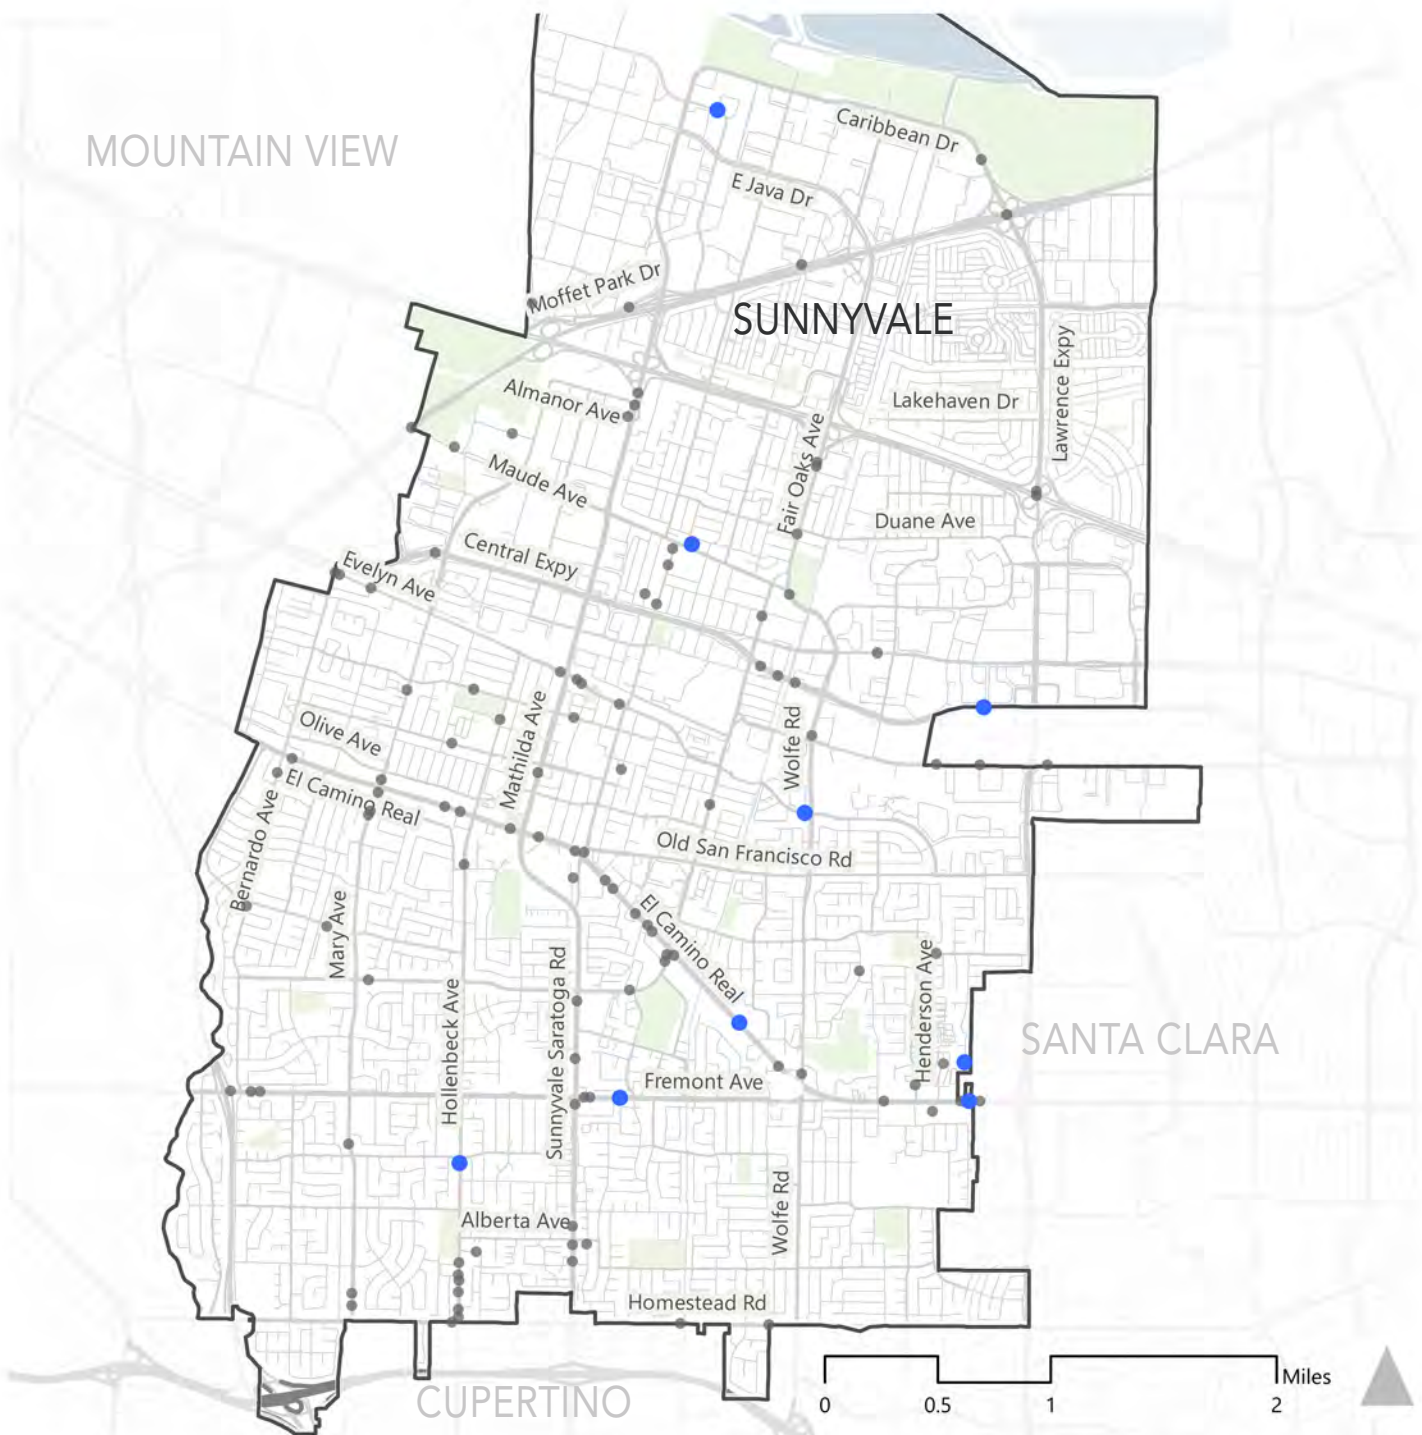 Caribbean Dr
MOUNTAIN VIEW
E Java Dr
Moffet Park Dr
SUNNYVALE
Lawrence Expy
Almanor Ave
Lakehaven Dr
Fair Oaks Ave
Maude Ave
Duane Ave
Central Expy
Evelyn Ave
Mathilda Ave
Olive Ave
Wolfe Rd
El Camino Real
Bernardo Ave
Old San Francisco Rd
Mary Ave
El Camino Real
Henderson Ave
Sunnyvale Saratoga Rd
Hollenbeck Ave
SANTA CLARA
Fremont Ave
Wolfe Rd
Alberta Ave
Homestead Rd
CUPERTINO
Miles
0 0.5 1 2